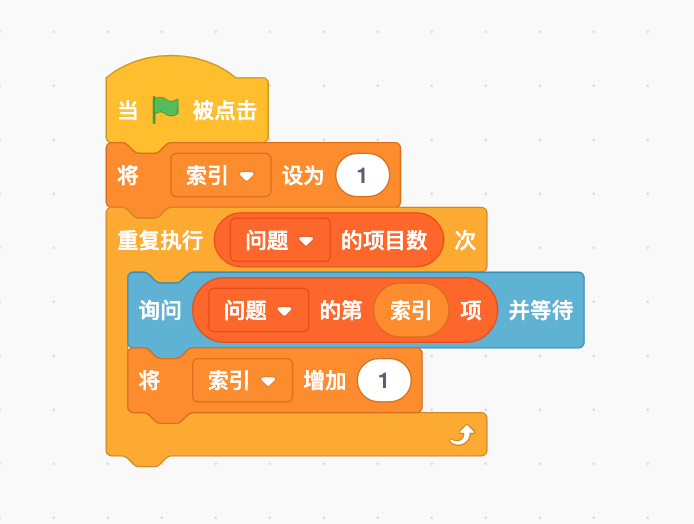 当 被点击
将 索引 设为 1
重复执行 问题 的项目数 次
询问 问题 的第 索引 项 并等待
将 索引 增加 1